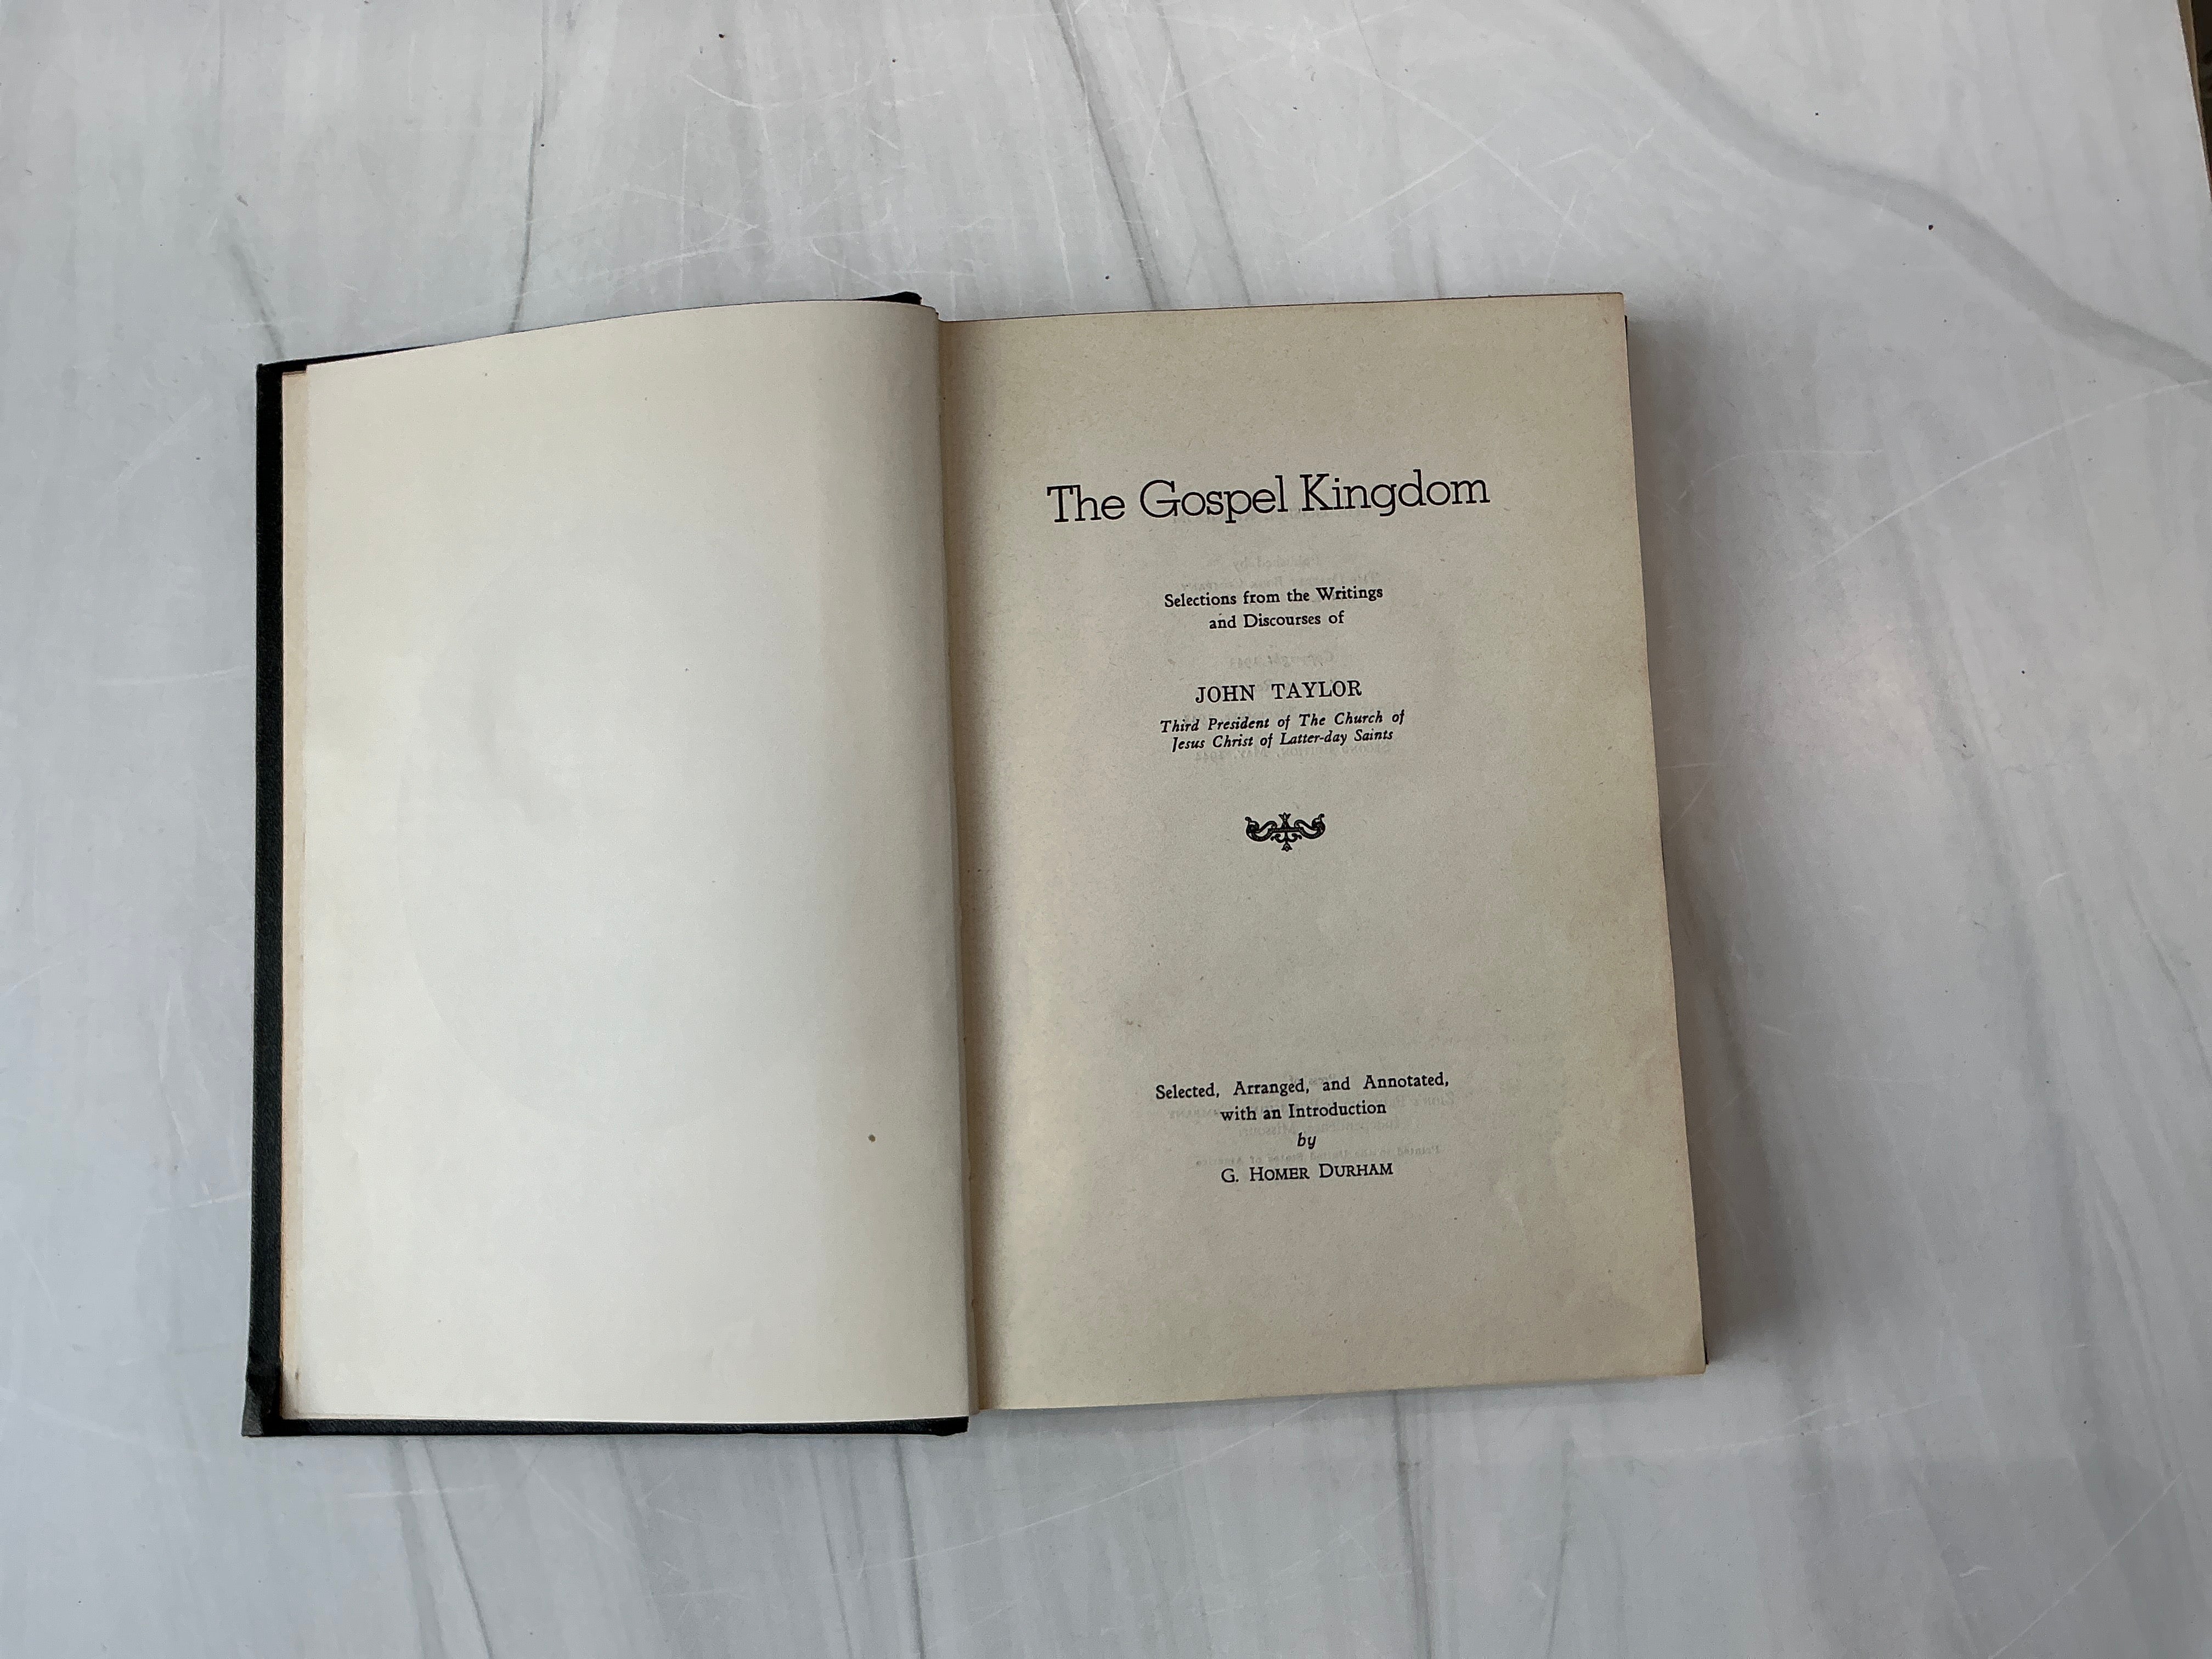 The Gospel Kingdom
Selections from the Writings
and Discourses of
JOHN TAYLOR
Third President of The Church of
Jesus Christ of Latter-day Saints
Selected, Arranged, and Annotated,
with an Introduction
by
G. HOMER DURHAM